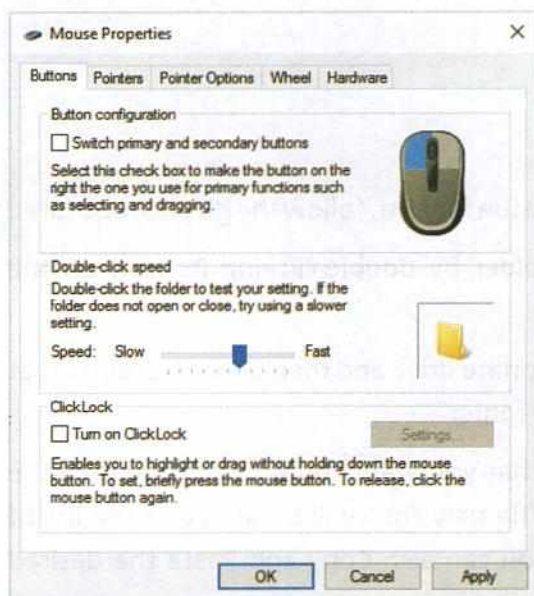 Mouse Properties
Buttons Pointers Pointer Options Wheel Hardware
Button configuration
Switch primary and secondary buttons
Select this check box to make the button on the
right the one you use for primary functions such
as selecting and dragging.
Double-click speed
Double-click the folder to test your setting. If the
folder does not open or close, try using a slower
setting.
Speed: Slow Fast
ClickLock
Turn on ClickLock
Settings...
Enables you to highlight or drag without holding down the mouse
button. To set, briefly press the mouse button. To release, click the
mouse button again.
OK Cancel Apply